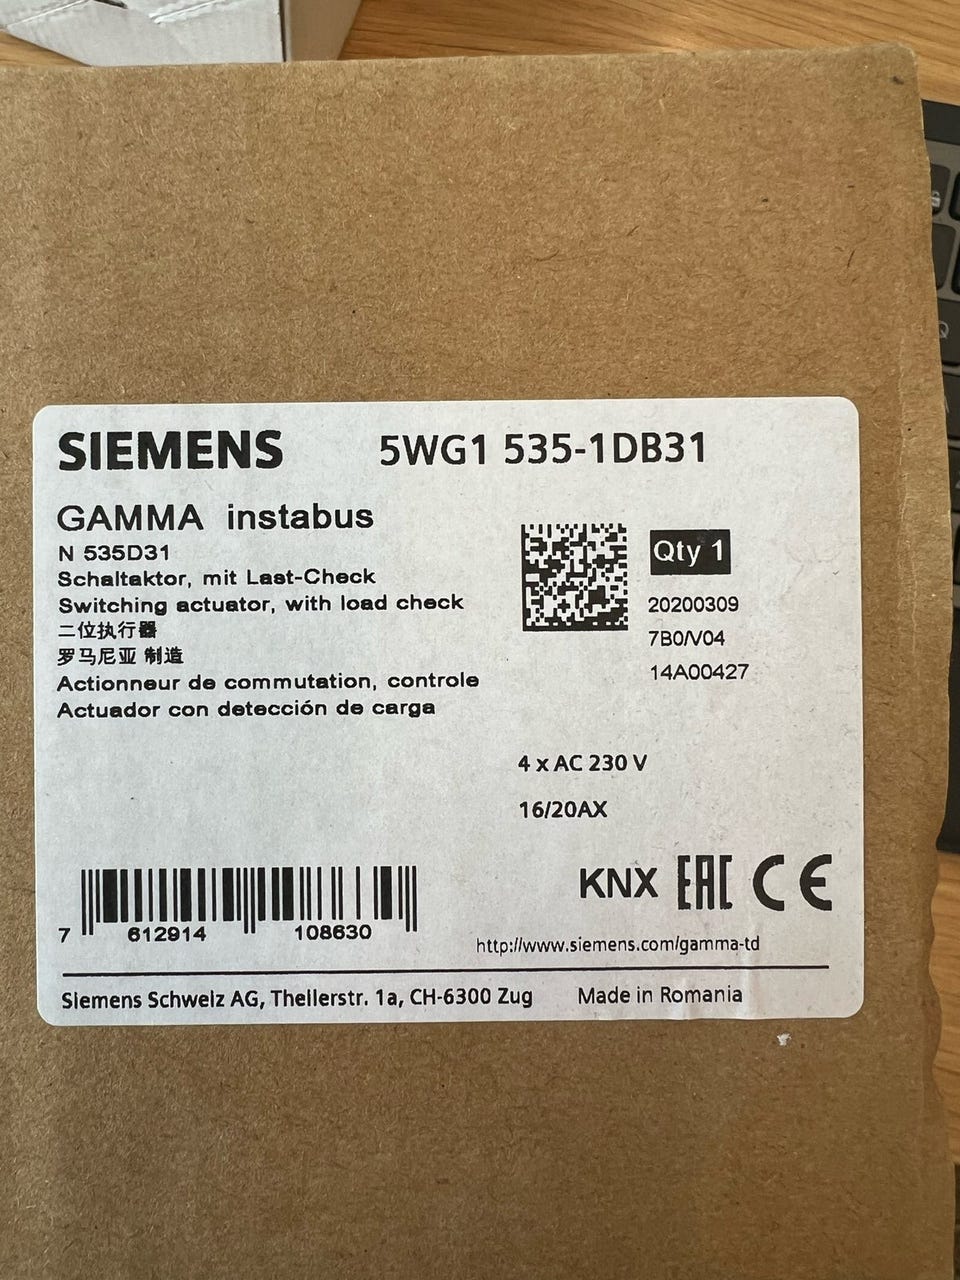 SIEMENS 5WG1 535-1DB31
GAMMA instabus
N 535D31
Schaltaktor, mit Last-Check
Switching actuator, with load check
二位执行器
罗马尼亚 制造
Actionneur de commutation, controle
Actuador con detección de carga
Qty 1
20200309
7B0/V04
14A00427
4 x AC 230 V
16/20AX
7 612914 108630
KNX EAC CE
http://www.siemens.com/gamma-td
Siemens Schweiz AG, Theilerstr. 1a, CH-6300 Zug Made in Romania